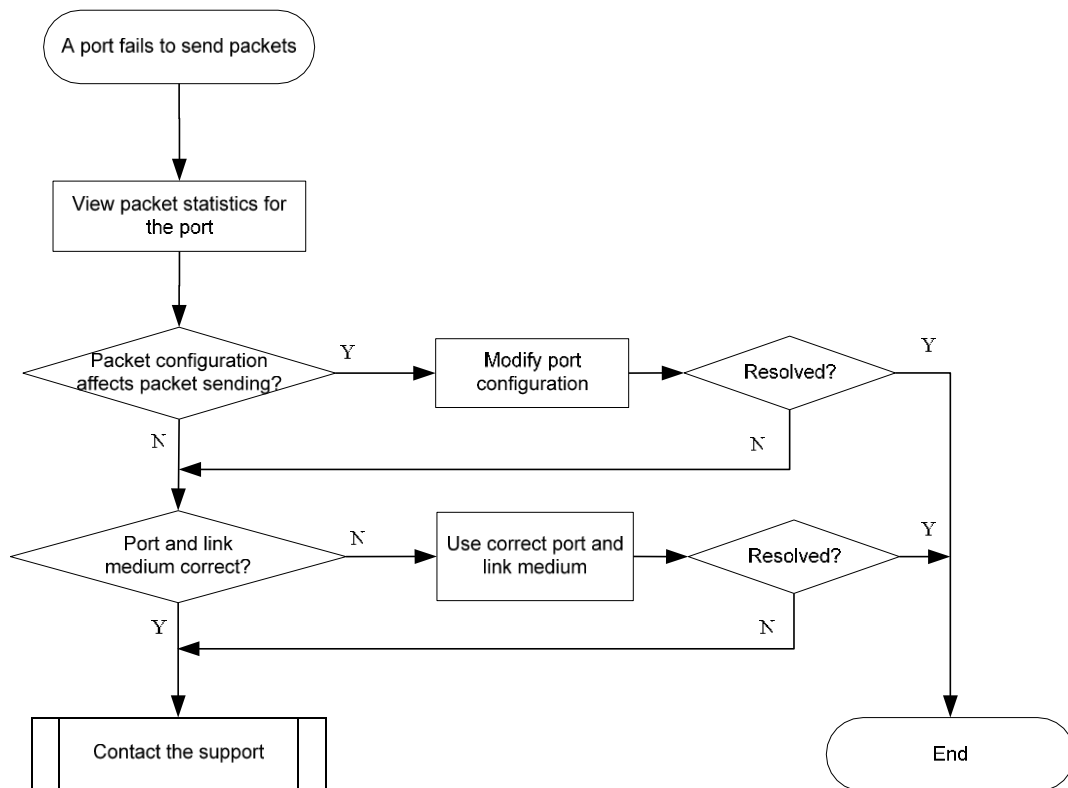 A port fails to send packets
View packet statistics for
the port
Packet configuration
affects packet sending?
Y
Modify port
configuration
Resolved?
Y
N
N
Port and link
medium correct?
N
Use correct port and
link medium
Resolved?
Y
Y
N
Contact the support
End